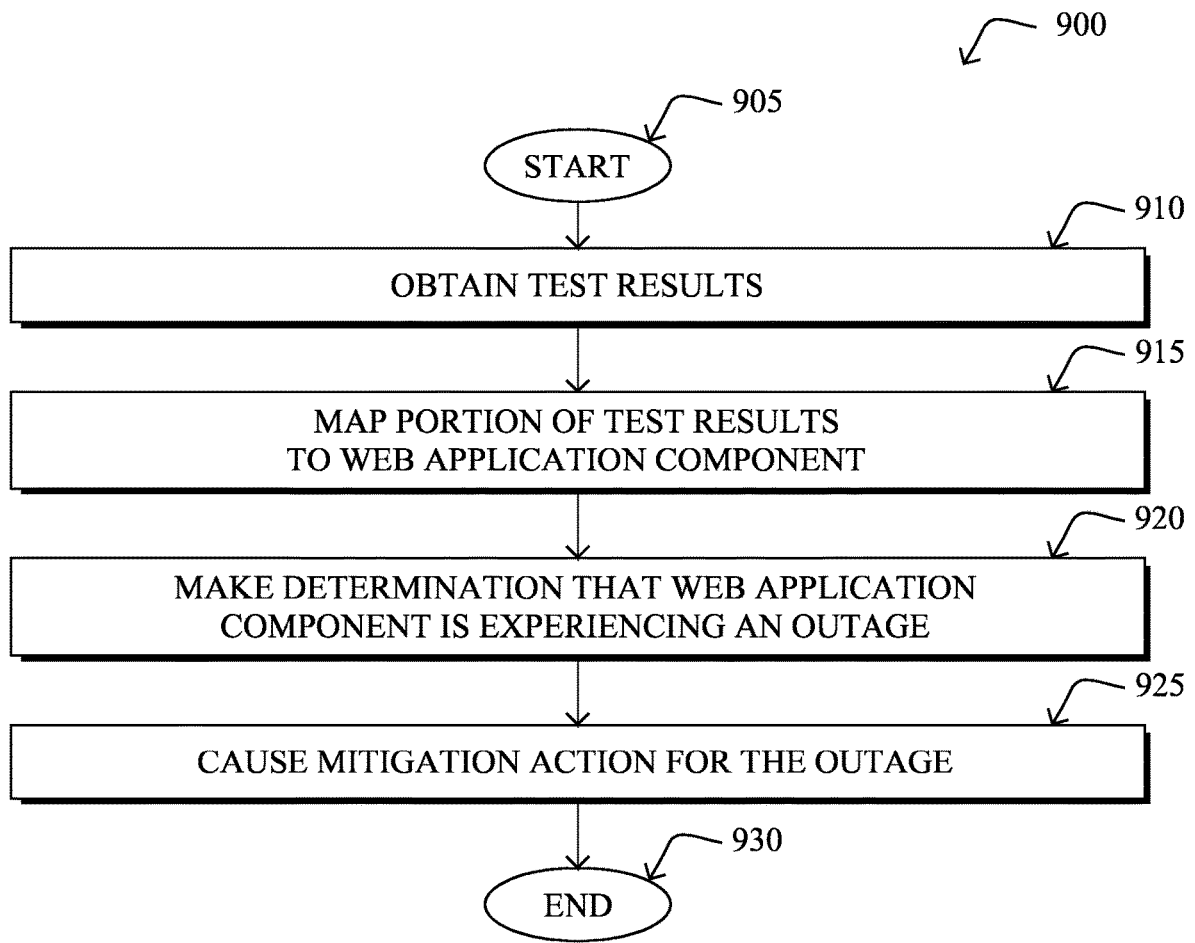 900
905
START
910
OBTAIN TEST RESULTS
915
MAP PORTION OF TEST RESULTS
TO WEB APPLICATION COMPONENT
920
MAKE DETERMINATION THAT WEB APPLICATION
COMPONENT IS EXPERIENCING AN OUTAGE
925
CAUSE MITIGATION ACTION FOR THE OUTAGE
930
END